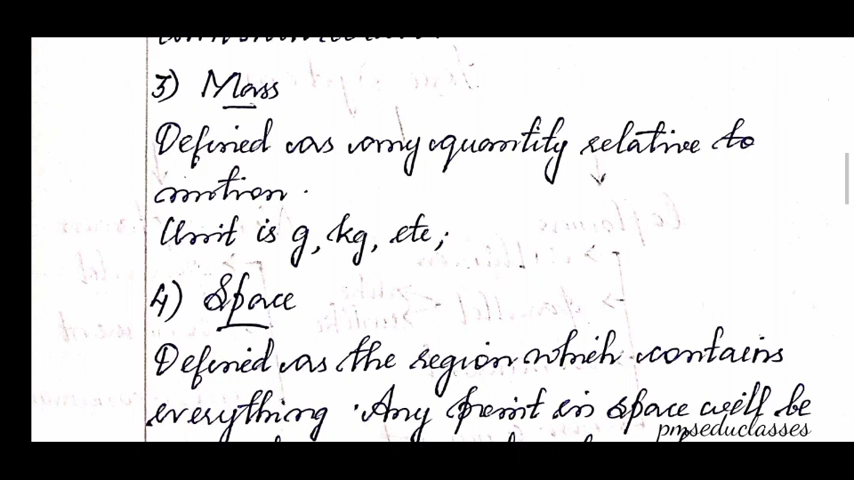 3) Mass
Defined as any quantity relative to
motion.
Unit is g, kg, etc;
4) Space
Defined as the region which contains
everything. Any point in space will be
pmseduclasses